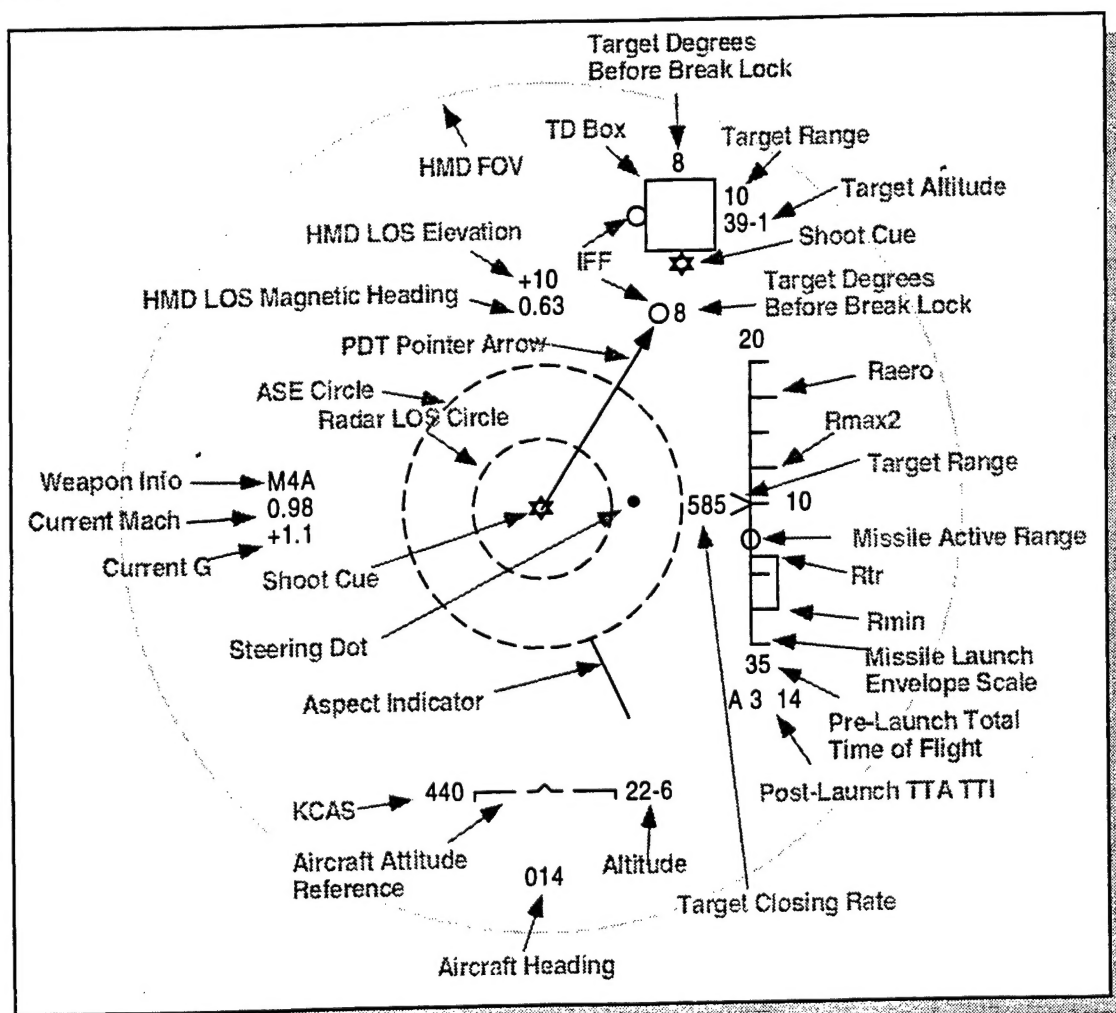 Target Degrees
Before Break Lock
HMD FOV
TD Box
8
Target Range
10
39-1
Target Altitude
Shoot Cue
HMD LOS Elevation
+10
IFF
HMD LOS Magnetic Heading
0.63
8
Target Degrees
Before Break Lock
PDT Pointer Arrow
20
ASE Circle
Radar LOS Circle
Raero
Rmax2
Target Range
Weapon Info
M4A
Current Mach
0.98
Current G
+1.1
585
10
Missile Active Range
Shoot Cue
Rtr
Rmin
Steering Dot
Missile Launch
Envelope Scale
35
Aspect Indicator
A 3 14
Pre-Launch Total
Time of Flight
Post-Launch TTA TTI
KCAS
440
22-6
Aircraft Attitude
Reference
Altitude
014
Target Closing Rate
Aircraft Heading